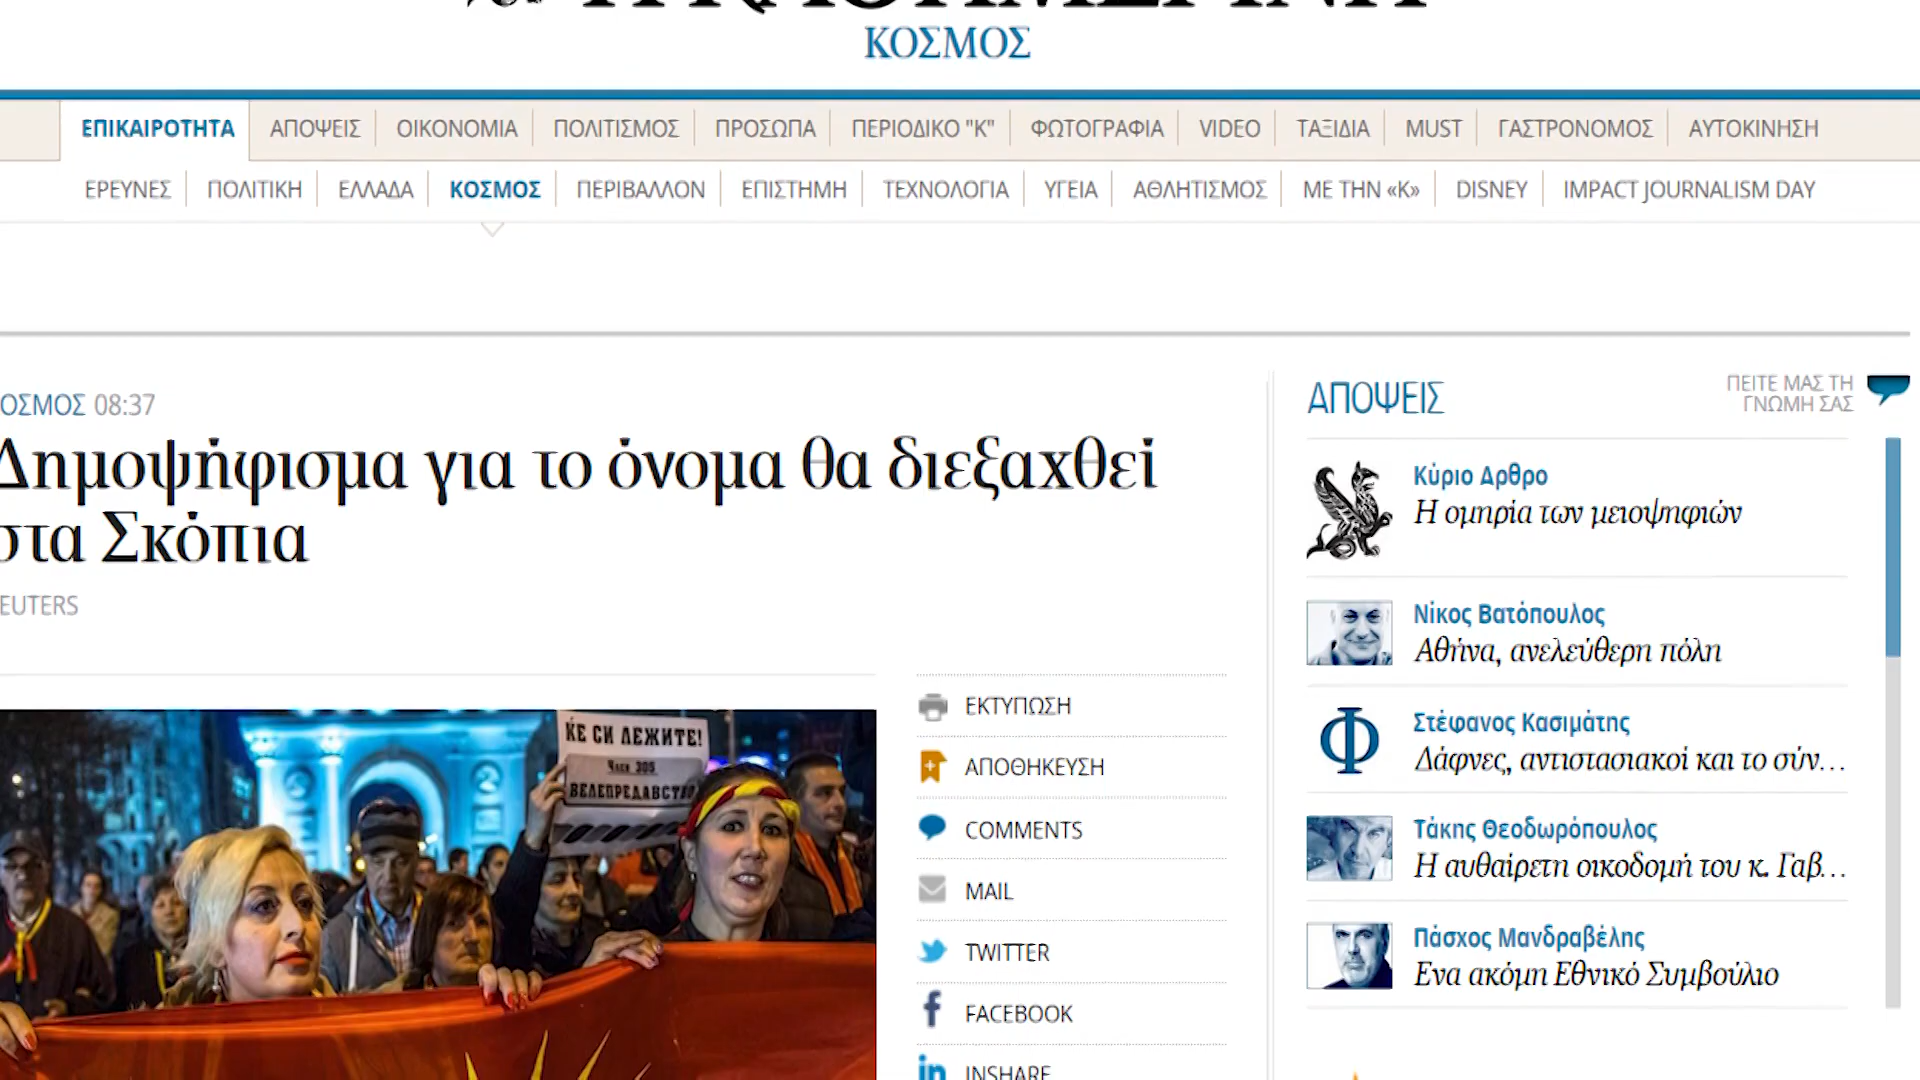 ΚΟΣΜΟΣ
ΕΠΙΚΑΙΡΟΤΗΤΑ ΑΠΟΨΕΙΣ ΟΙΚΟΝΟΜΙΑ ΠΟΛΙΤΙΣΜΟΣ ΠΡΟΣΩΠΑ ΠΕΡΙΟΔΙΚΟ "Κ" ΦΩΤΟΓΡΑΦΙΑ VIDEO ΤΑΞΙΔΙΑ MUST ΓΑΣΤΡΟΝΟΜΟΣ ΑΥΤΟΚΙΝΗΣΗ
ΕΡΕΥΝΕΣ ΠΟΛΙΤΙΚΗ ΕΛΛΑΔΑ ΚΟΣΜΟΣ ΠΕΡΙΒΑΛΛΟΝ ΕΠΙΣΤΗΜΗ ΤΕΧΝΟΛΟΓΙΑ ΥΓΕΙΑ ΑΘΛΗΤΙΣΜΟΣ ΜΕ ΤΗΝ «Κ» DISNEY IMPACT JOURNALISM DAY
ΟΣΜΟΣ 08:37
Δημοψήφισμα για το όνομα θα διεξαχθεί
στα Σκόπια
EUTERS
ЌЕ СИ ЛЕЖИТЕ!
Член 305
ВЕЛЕПРЕДАВСТВО
ΕΚΤΥΠΩΣΗ
ΑΠΟΘΗΚΕΥΣΗ
COMMENTS
MAIL
TWITTER
FACEBOOK
INSHARE
ΑΠΟΨΕΙΣ
ΠΕΙΤΕ ΜΑΣ ΤΗ
ΓΝΩΜΗ ΣΑΣ
Κύριο Αρθρο
Η ομηρία των μειοψηφιών
Νίκος Βατόπουλος
Αθήνα, ανελεύθερη πόλη
Στέφανος Κασιμάτης
Δάφνες, αντιστασιακοί και το σύν…
Τάκης Θεοδωρόπουλος
Η αυθαίρετη οικοδομή του κ. Γαβ…
Πάσχος Μανδραβέλης
Ενα ακόμη Εθνικό Συμβούλιο